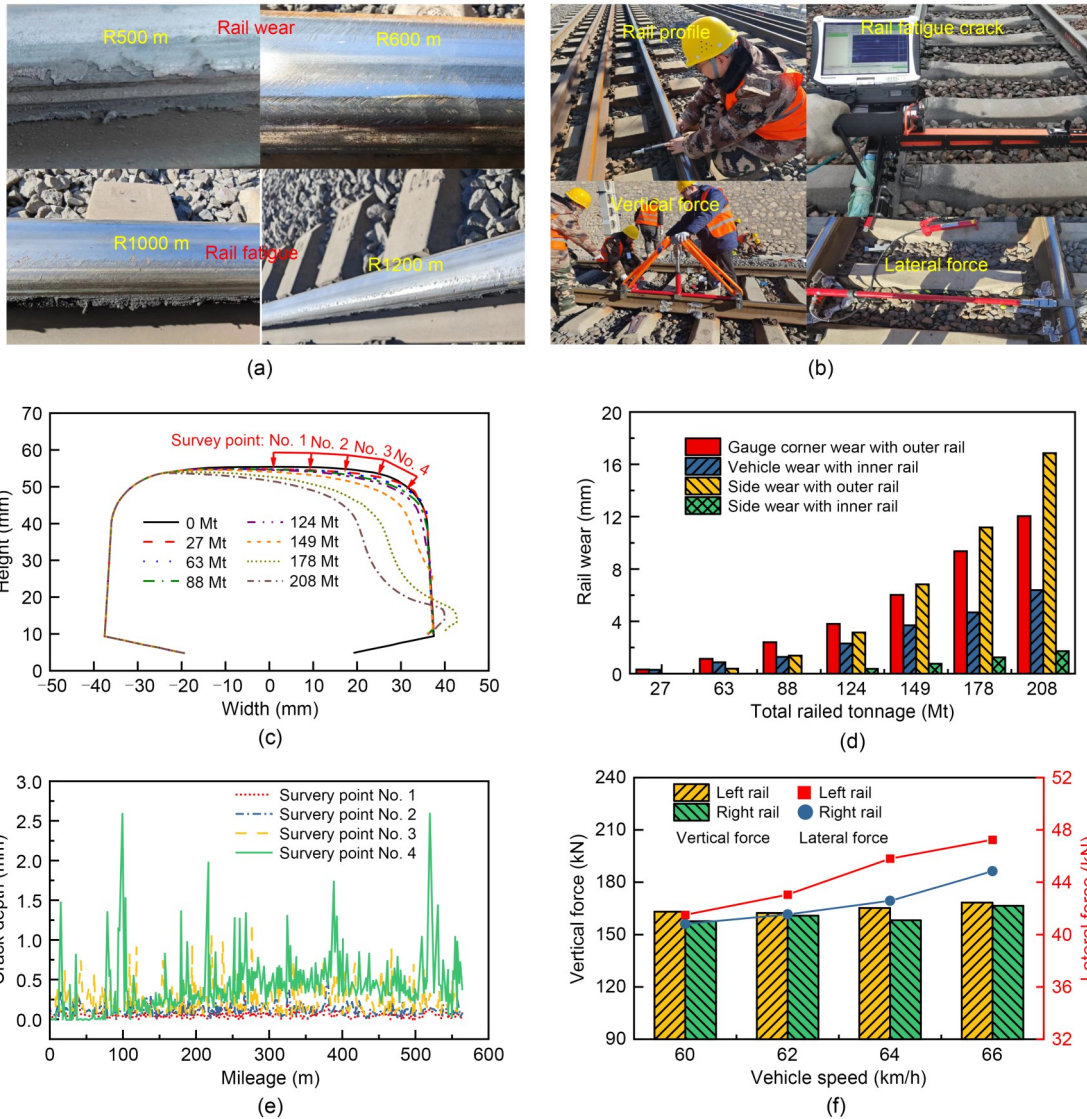 R500 m
Rail wear
R600 m
R1000 m
Rail fatigue
R1200 m
(a)
Rail profile
Rail fatigue crack
Vertical force
Lateral force
(b)
70
60
50
40
30
20
10
0
Height (mm)
Survey point: No. 1 No. 2 No. 3 No. 4
0 Mt
27 Mt
63 Mt
88 Mt
124 Mt
149 Mt
178 Mt
208 Mt
−50 −40 −30 −20 −10 0 10 20 30 40 50
Width (mm)
(c)
20
16
12
8
4
0
Rail wear (mm)
Gauge corner wear with outer rail
Vehicle wear with inner rail
Side wear with outer rail
Side wear with inner rail
27 63 88 124 149 178 208
Total railed tonnage (Mt)
(d)
3.0
2.5
2.0
1.5
1.0
0.5
0.0
Crack depth (mm)
Survery point No. 1
Survery point No. 2
Survery point No. 3
Survery point No. 4
0 100 200 300 400 500 600
Mileage (m)
(e)
240
210
180
150
120
90
Vertical force (kN)
Left rail
Right rail
Vertical force
Left rail
Right rail
Lateral force
52
48
44
40
36
32
Lateral force (kN)
60 62 64 66
Vehicle speed (km/h)
(f)